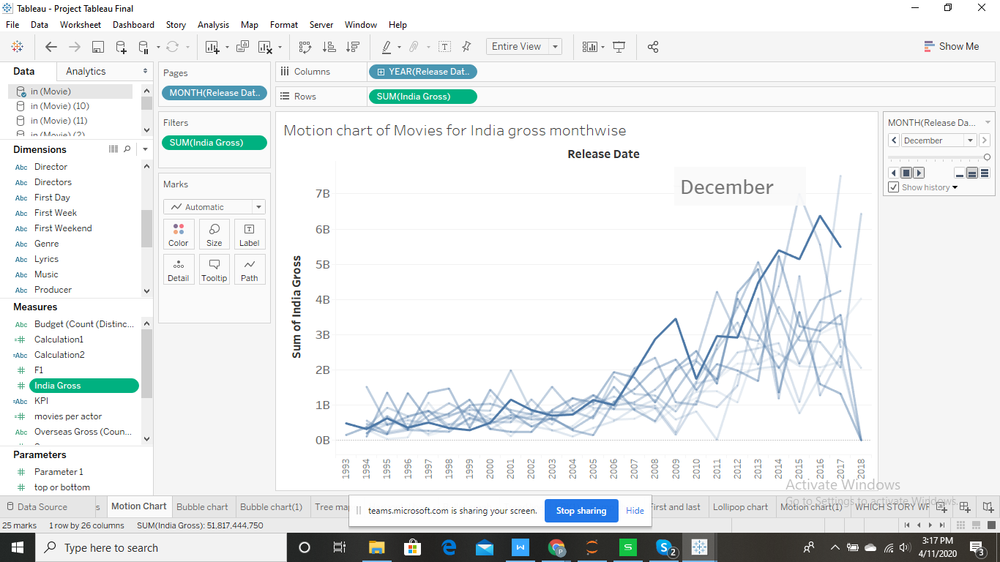 Tableau - Project Tableau Final
File Data Worksheet Dashboard Story Analysis Map Format Server Window Help
Entire View
Show Me
Data Analytics
in (Movie)
in (Movie) (10)
in (Movie) (11)
in (Movie) (2)
Dimensions
Abc Director
Abc Directors
Abc First Day
Abc First Week
Abc First Weekend
Abc Genre
Abc Lyrics
Abc Music
Abc Producer
Measures
Abc Budget (Count (Distinc...
=# Calculation1
=Abc Calculation2
# F1
# India Gross
=Abc KPI
=# movies per actor
Abc Overseas Gross (Coun...
Parameters
# Parameter 1
# top or bottom
Pages
MONTH(Release Dat..
Filters
SUM(India Gross)
Marks
Automatic
Color Size Label
Detail Tooltip Path
Columns YEAR(Release Dat..
Rows SUM(India Gross)
Motion chart of Movies for India gross monthwise
Release Date
December
Sum of India Gross
7B
6B
5B
4B
3B
2B
1B
0B
1993 1994 1995 1996 1997 1998 1999 2000 2001 2002 2003 2004 2005 2006 2007 2008 2009 2010 2011 2012 2013 2014 2015 2016 2017 2018
MONTH(Release Da...
December
Show history
Activate Windows
Go to Settings to activate Windows.
Data Source s Motion Chart Bubble chart Bubble chart(1) Tree map First and last Lollipop chart Motion chart(1) WHICH STORY WR
teams.microsoft.com is sharing your screen. Stop sharing Hide
25 marks 1 row by 26 columns SUM(India Gross): 51,817,444,750
Type here to search
W
P
S
S
2
3:17 PM
4/11/2020
3